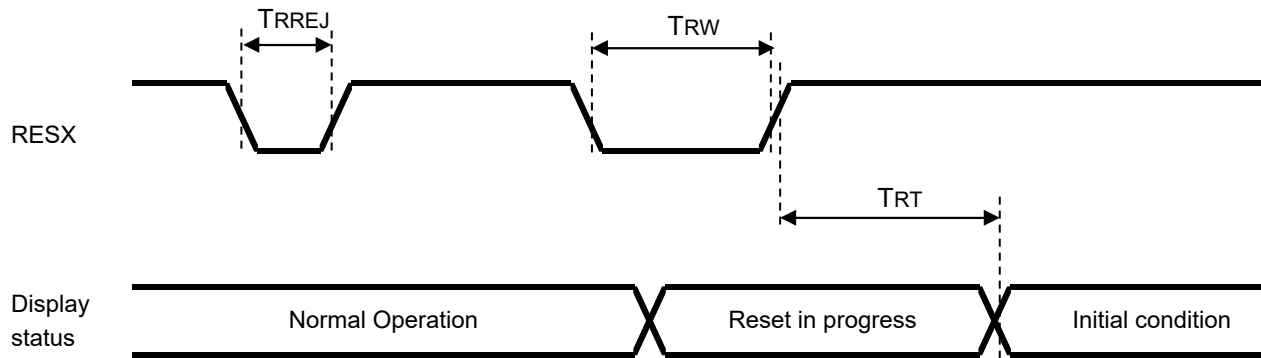 TRREJ
TRW
RESX
TRT
Display
status
Normal Operation
Reset in progress
Initial condition